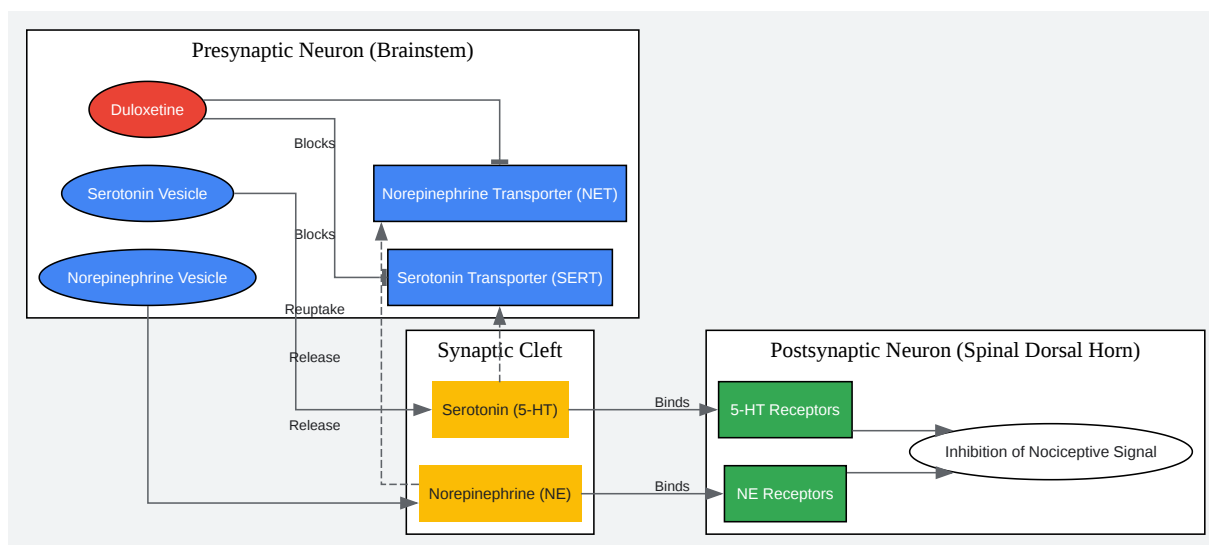 Presynaptic Neuron (Brainstem)
Duloxetine
Blocks
Serotonin Vesicle
Norepinephrine Transporter (NET)
Blocks
Norepinephrine Vesicle
Serotonin Transporter (SERT)
Reuptake
Release
Synaptic Cleft
Postsynaptic Neuron (Spinal Dorsal Horn)
Serotonin (5-HT)
Binds
5-HT Receptors
Release
Inhibition of Nociceptive Signal
Norepinephrine (NE)
Binds
NE Receptors